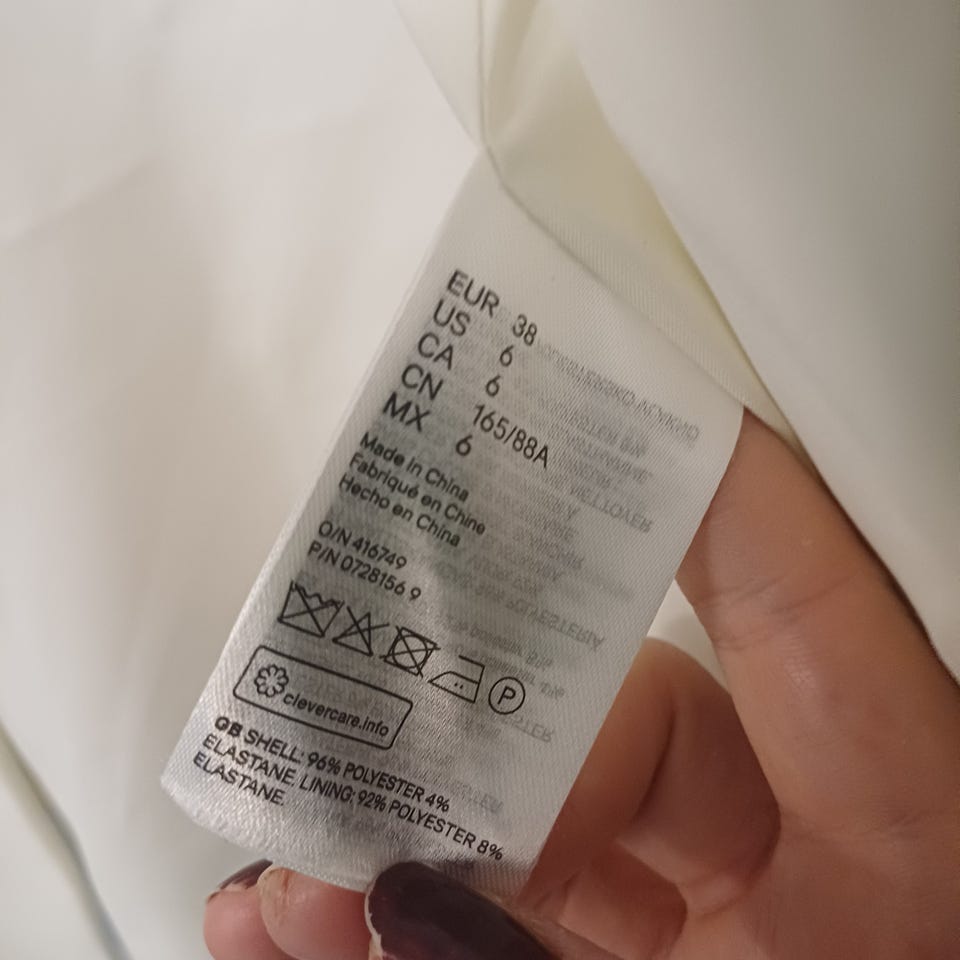 EUR 38
US 6
CA 6
CN 165/88A
MX 6
Made in China
Fabriqué en Chine
Hecho en China
O/N 416749
P/N 0728156 9
P
clevercare.info
GB SHELL: 96% POLYESTER 4%
ELASTANE. LINING: 92% POLYESTER 8%
ELASTANE.